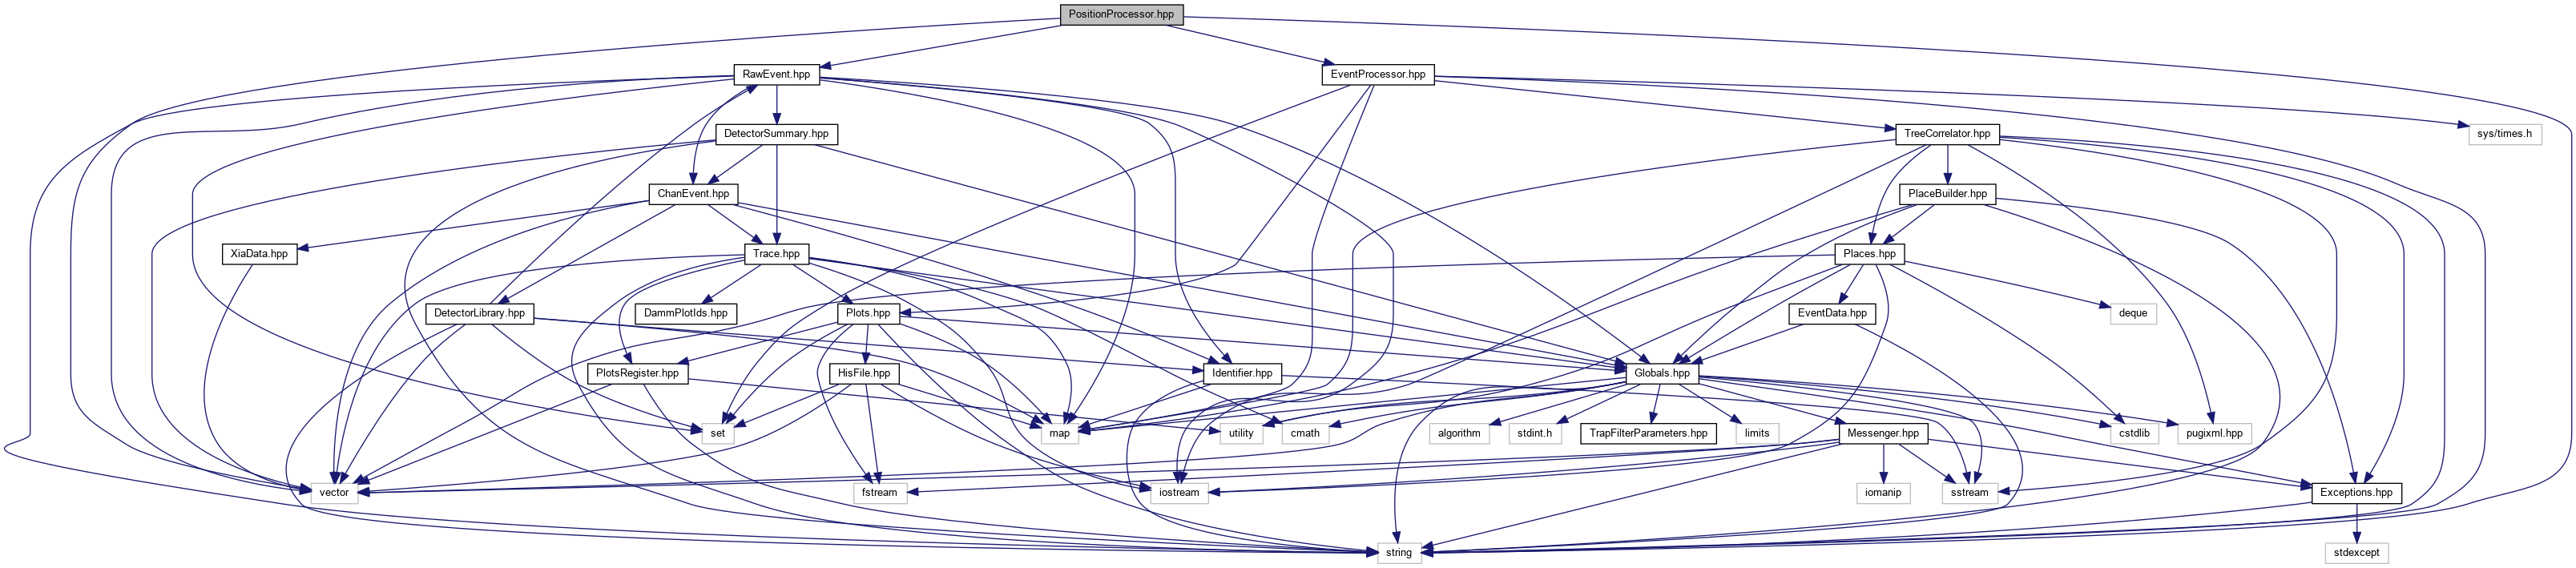 PositionProcessor.hpp
RawEvent.hpp
EventProcessor.hpp
DetectorSummary.hpp
TreeCorrelator.hpp
sys/times.h
ChanEvent.hpp
PlaceBuilder.hpp
XiaData.hpp
Trace.hpp
Places.hpp
DetectorLibrary.hpp
DammPlotIds.hpp
Plots.hpp
EventData.hpp
deque
PlotsRegister.hpp
HisFile.hpp
Identifier.hpp
Globals.hpp
set
map
utility
cmath
algorithm
stdint.h
TrapFilterParameters.hpp
limits
Messenger.hpp
cstdlib
pugixml.hpp
vector
fstream
iostream
iomanip
sstream
Exceptions.hpp
string
stdexcept